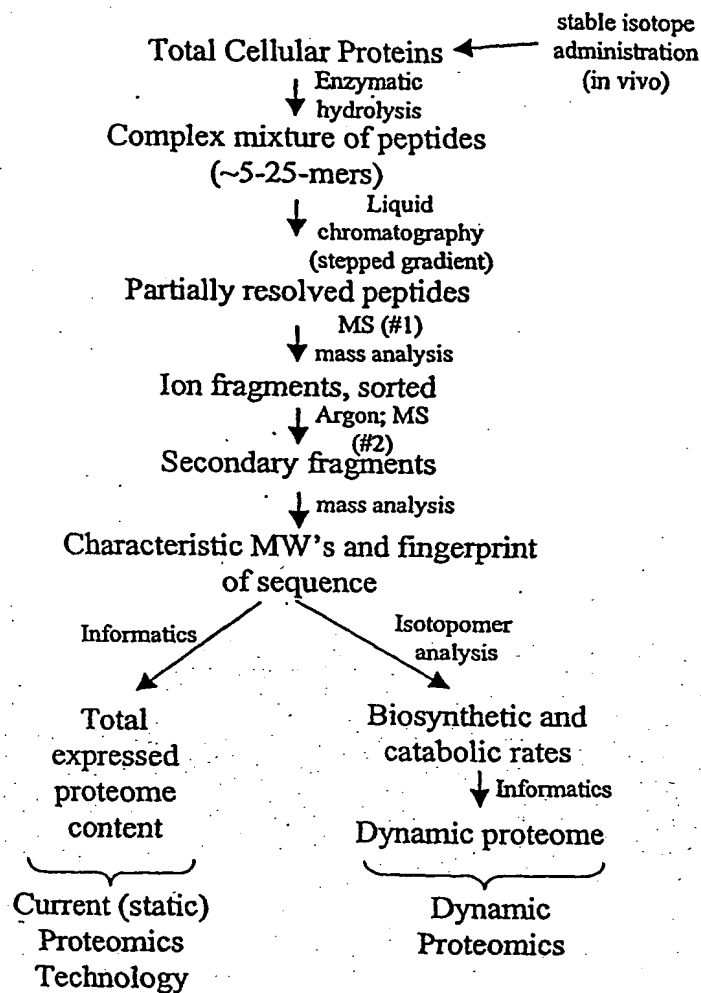 stable isotope
administration
(in vivo)
Total Cellular Proteins
Enzymatic
hydrolysis
Complex mixture of peptides
(~5-25-mers)
Liquid
chromatography
(stepped gradient)
Partially resolved peptides
MS (#1)
mass analysis
Ion fragments, sorted
Argon; MS
(#2)
Secondary fragments
mass analysis
Characteristic MW's and fingerprint
of sequence
Informatics
Isotopomer
analysis
Total
expressed
proteome
content
Biosynthetic and
catabolic rates
Informatics
Dynamic proteome
Current (static)
Proteomics
Technology
Dynamic
Proteomics